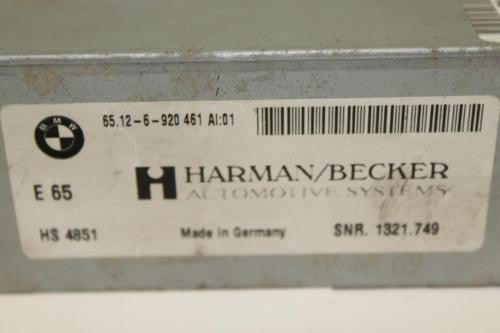 BMW
65.12-6-920 461 AI:01
HARMAN/BECKER
AUTOMOTIVE SYSTEMS
E 65
HS 4851
Made in Germany
SNR. 1321.749